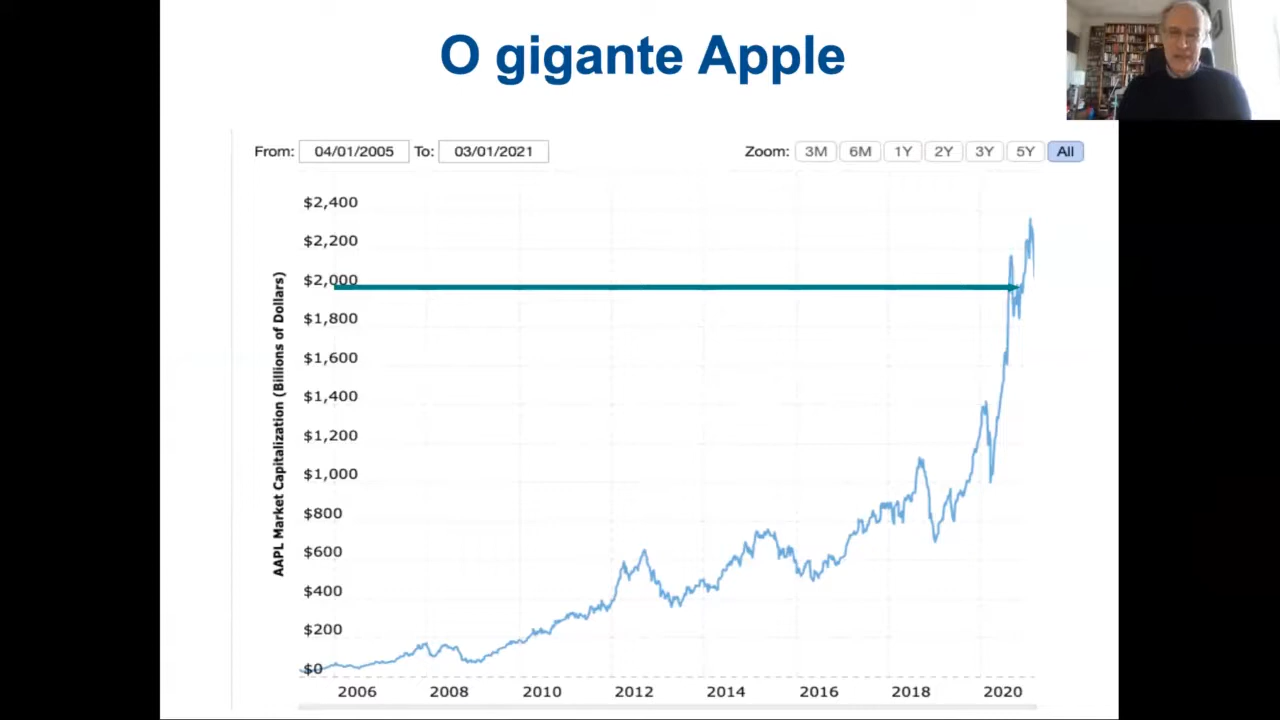 O gigante Apple
From: 04/01/2005 To: 03/01/2021
Zoom: 3M 6M 1Y 2Y 3Y 5Y All
AAPL Market Capitalization (Billions of Dollars)
$2,400
$2,200
$2,000
$1,800
$1,600
$1,400
$1,200
$1,000
$800
$600
$400
$200
$0
2006 2008 2010 2012 2014 2016 2018 2020